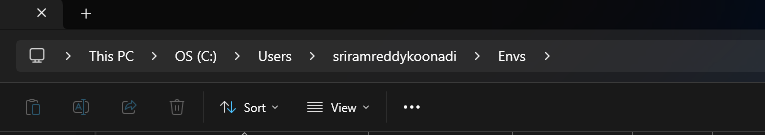 This PC > OS (C:) > Users > sriramreddykoonadi > Envs >
Sort View